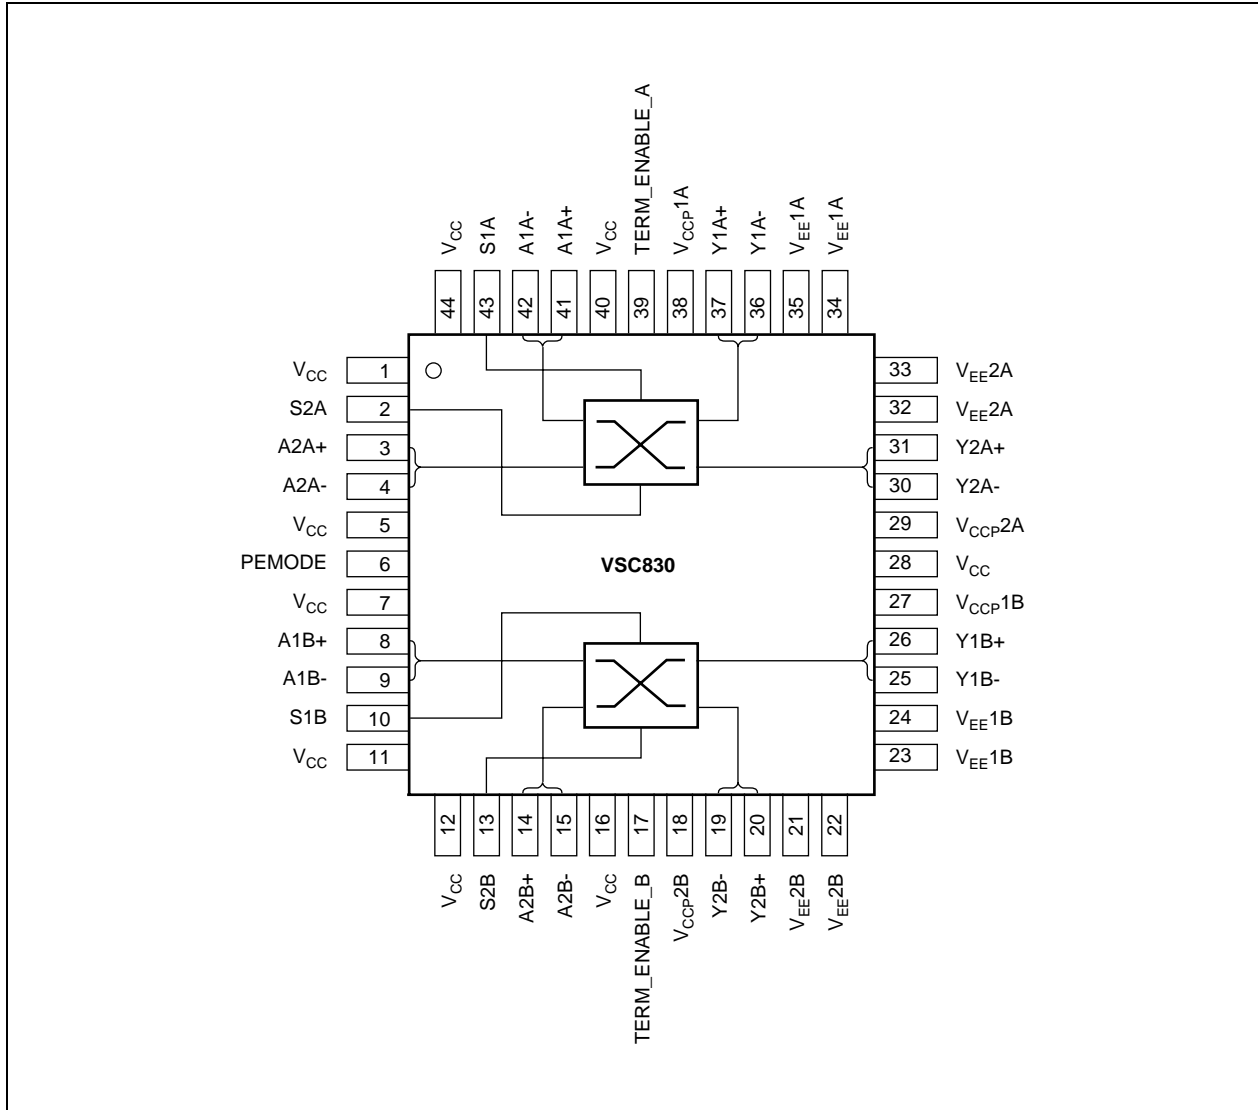 TERM_ENABLE_A
VCC
S1A
A1A-
A1A+
VCC
VCCP1A
Y1A+
Y1A-
VEE1A
VEE1A
44
43
42
41
40
39
38
37
36
35
34
VCC 1
33 VEE2A
S2A 2
32 VEE2A
A2A+ 3
31 Y2A+
A2A- 4
30 Y2A-
VCC 5
29 VCCP2A
PEMODE 6
VSC830
28 VCC
VCC 7
27 VCCP1B
A1B+ 8
26 Y1B+
A1B- 9
25 Y1B-
S1B 10
24 VEE1B
VCC 11
23 VEE1B
12
13
14
15
16
17
18
19
20
21
22
VCC
S2B
A2B+
A2B-
VCC
TERM_ENABLE_B
VCCP2B
Y2B-
Y2B+
VEE2B
VEE2B